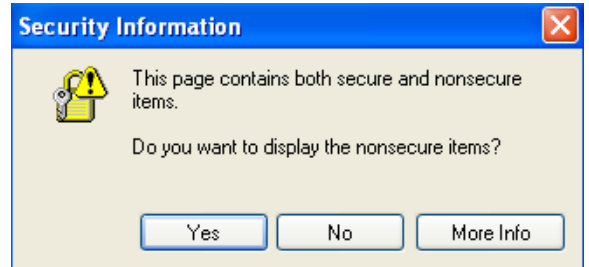 Security Information
This page contains both secure and nonsecure
items.
Do you want to display the nonsecure items?
Yes
No
More Info